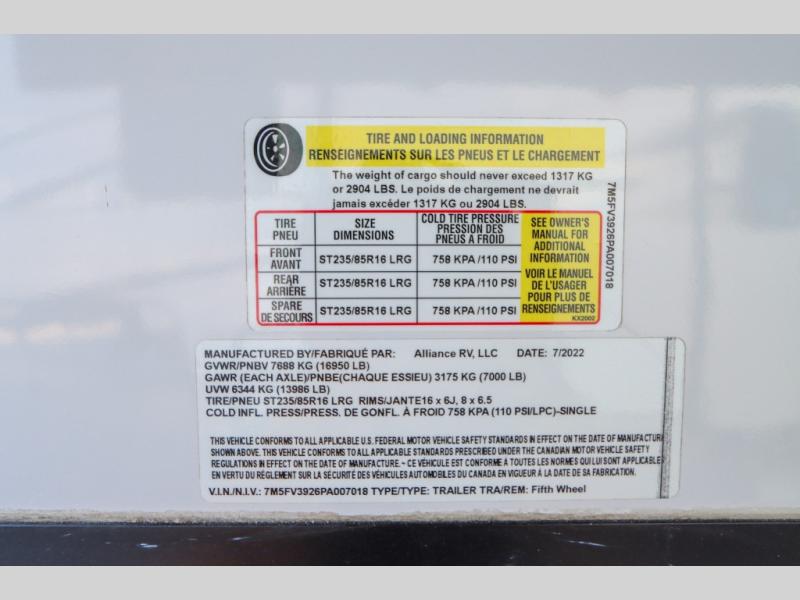 TIRE AND LOADING INFORMATION
RENSEIGNEMENTS SUR LES PNEUS ET LE CHARGEMENT
The weight of cargo should never exceed 1317 KG
or 2904 LBS. Le poids de chargement ne devrait
jamais excéder 1317 KG ou 2904 LBS.
TIRE
PNEU
SIZE
DIMENSIONS
COLD TIRE PRESSURE
PRESSION DES
PNEUS A FROID
FRONT
AVANT
ST235/85R16 LRG
758 KPA /110 PSI
REAR
ARRIÈRE
ST235/85R16 LRG
758 KPA /110 PSI
SPARE
DE SECOURS
ST235/85R16 LRG
758 KPA /110 PSI
SEE OWNER'S
MANUAL FOR
ADDITIONAL
INFORMATION
VOIR LE MANUEL
DE L'USAGER
POUR PLUS DE
RENSEIGNEMENTS
KX2002
7M5FV3926PA007018
MANUFACTURED BY/FABRIQUÉ PAR: Alliance RV, LLC DATE: 7/2022
GVWR/PNBV 7688 KG (16950 LB)
GAWR (EACH AXLE)/PNBE(CHAQUE ESSIEU) 3175 KG (7000 LB)
UVW 6344 KG (13986 LB)
TIRE/PNEU ST235/85R16 LRG RIMS/JANTE16 x 6J, 8 x 6.5
COLD INFL. PRESS/PRESS. DE GONFL. À FROID 758 KPA (110 PSI/LPC)-SINGLE
THIS VEHICLE CONFORMS TO ALL APPLICABLE U.S. FEDERAL MOTOR VEHICLE SAFETY STANDARDS IN EFFECT ON THE DATE OF MANUFACTUR
SHOWN ABOVE. THIS VEHICLE CONFORMS TO ALL APPLICABLE STANDARDS PRESCRIBED UNDER THE CANADIAN MOTOR VEHICLE SAFETY
REGULATIONS IN EFFECT ON THE DATE OF MANUFACTURE. ~ CE VÉHICULE EST CONFORME À TOUTES LES NORMES QUI LUI SONT APPLICABLE
EN VERTU DU RÈGLEMENT SUR LA SÉCURITÉ DES VÉHICULES AUTOMOBILES DU CANADA EN VIGUEUR À LA DATE DE SA FABRICATION.
V.I.N./N.I.V.: 7M5FV3926PA007018 TYPE/TYPE: TRAILER TRA/REM: Fifth Wheel